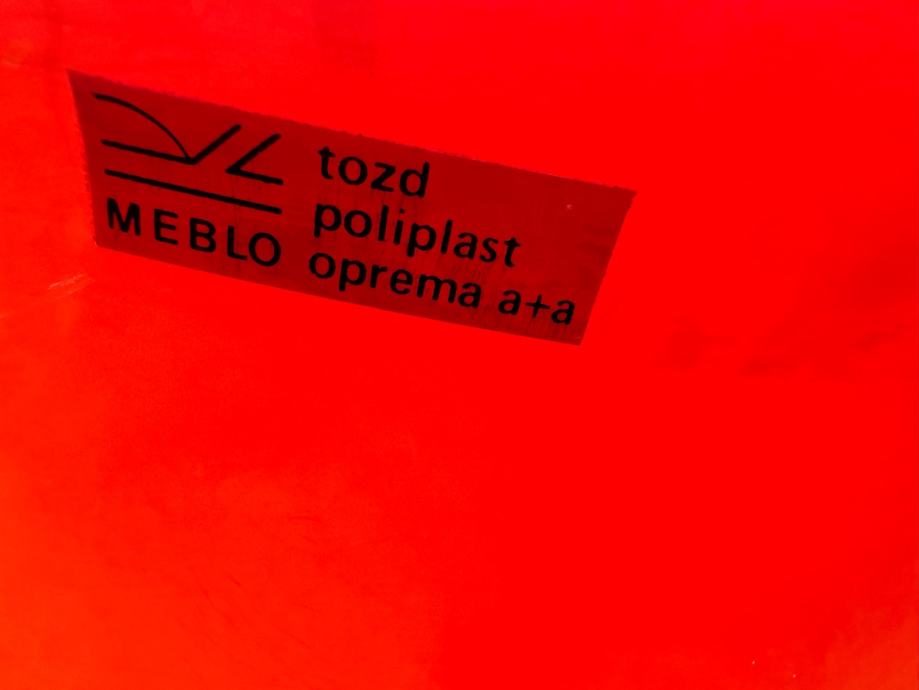 MEBLO
tozd
poliplast
oprema a+a